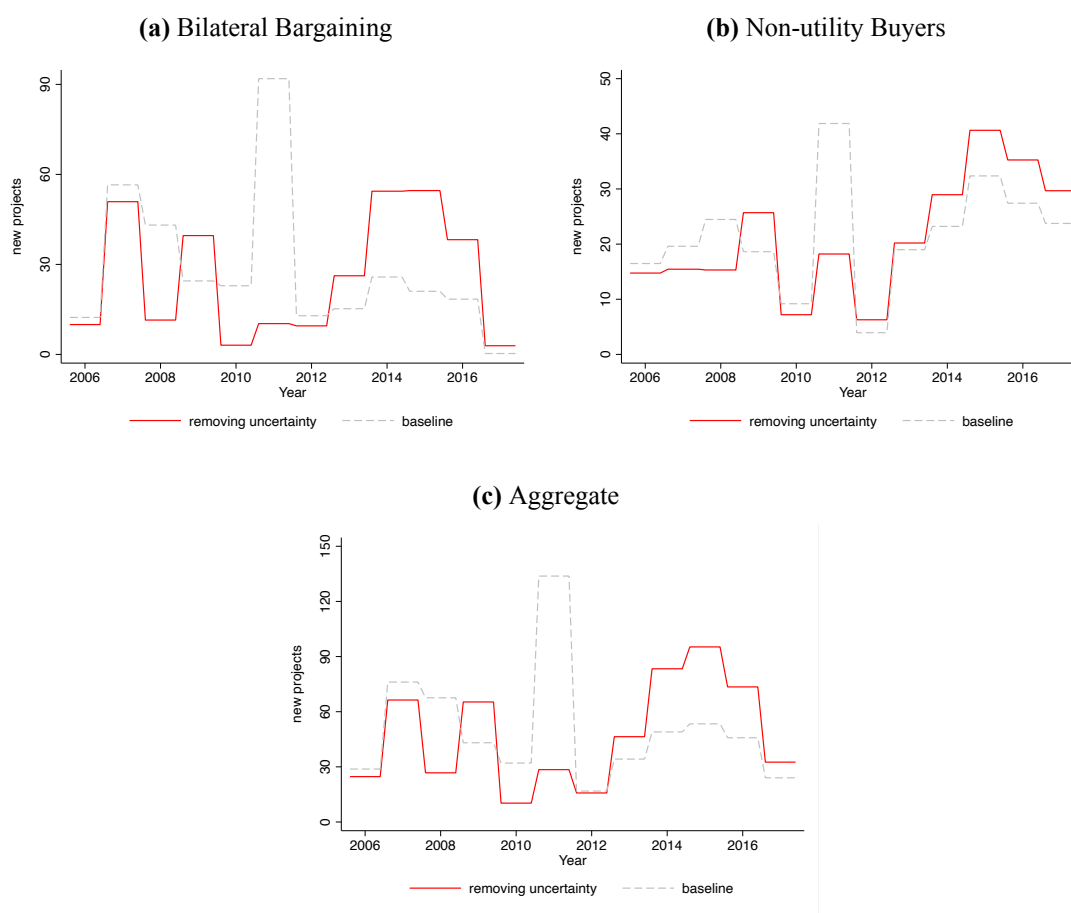 (a) Bilateral Bargaining
new projects
90
60
30
0
2006 2008 2010 2012 2014 2016
Year
removing uncertainty baseline
(b) Non-utility Buyers
new projects
50
40
30
20
10
0
2006 2008 2010 2012 2014 2016
Year
removing uncertainty baseline
(c) Aggregate
new projects
150
120
90
60
30
0
2006 2008 2010 2012 2014 2016
Year
removing uncertainty baseline